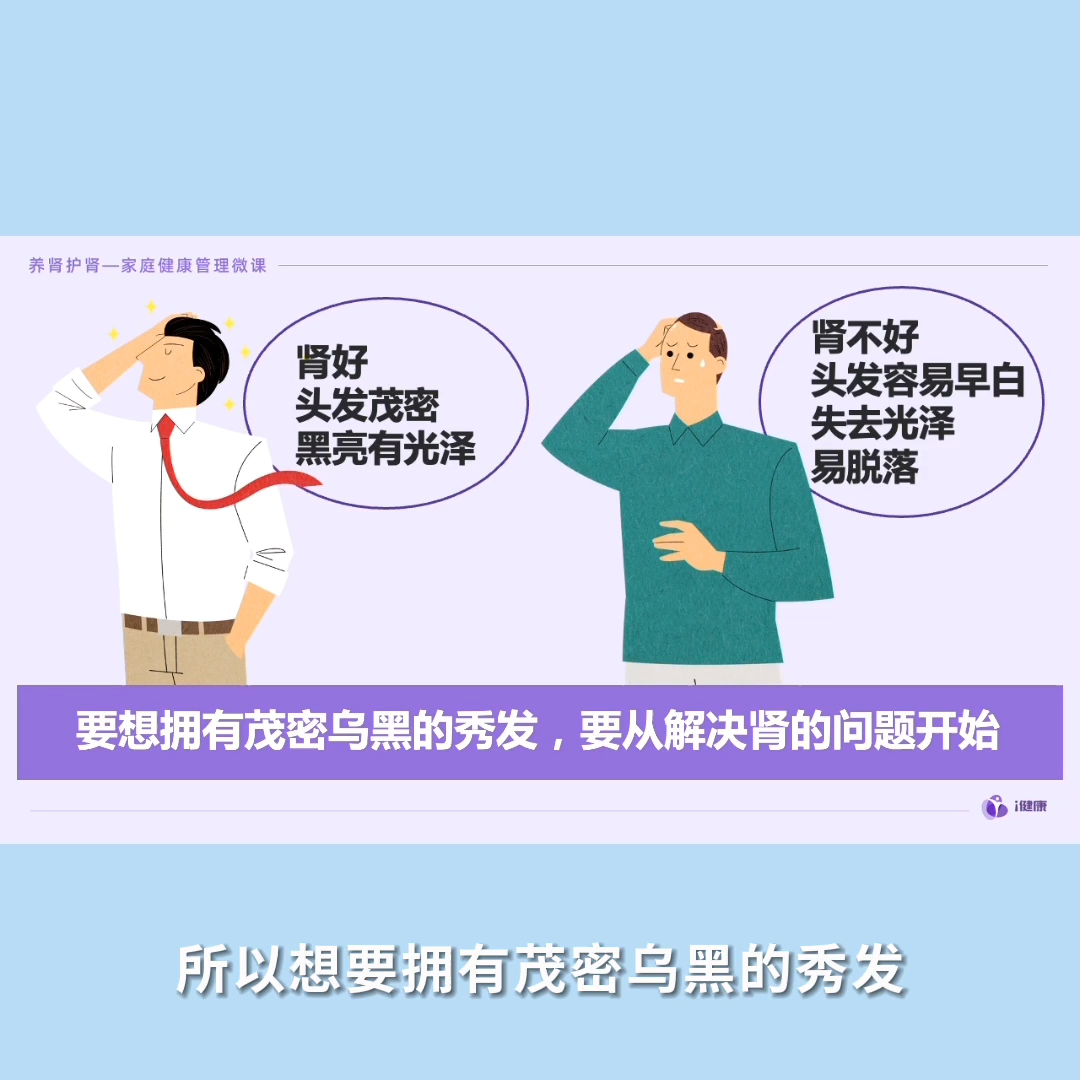 养肾护肾—家庭健康管理微课
肾好
头发茂密
黑亮有光泽
肾不好
头发容易早白
失去光泽
易脱落
要想拥有茂密乌黑的秀发，要从解决肾的问题开始
i健康
所以想要拥有茂密乌黑的秀发